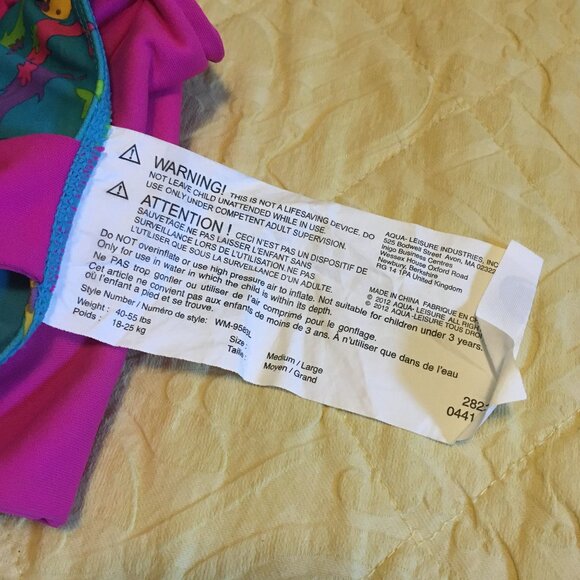 WARNING! THIS IS NOT A LIFESAVING DEVICE. DO
NOT LEAVE CHILD UNATTENDED WHILE IN USE.
USE ONLY UNDER COMPETENT ADULT SUPERVISION.
ATTENTION ! CECI N'EST PAS UN DISPOSITIF DE
SAUVETAGE.NE PAS LAISSER L'ENFANT SANS
SURVEILLANCE LORS DE L'UTILISATION. NE PAS
L'UTILISER QUE SOUS LA SURVEILLANCE D'UN ADULTE.
Do NOT overinflate or use high pressure air to inflate. Not suitable for children under 3 years.
Only for use in water in which the child is within its depth.
Ne PAS trop gonfler ou utiliser de l'air comprimé pour le gonflage.
Cet article ne convient pas aux enfants de moins de 3 ans. À n'utiliser que dans de l'eau
où l'enfant a pied et se trouve.
Style Number / Numéro de style:
Weight : 40-55 lbs
Poids : 18-25 kg
Size : Medium / Large
Taille : Moyen / Grand
AQUA-LEISURE INDUSTRIES, INC
525 Bodwell Street Avon, MA 02322
Inigo Business Centres
Wessex House Oxford Road
Newbury Berkshire
RG 14 1PA United Kingdom
MADE IN CHINA FABRIQUE EN
© 2012 AQUA-LEISURE ALL
© 2012 AQUA-LEISURE TOUS
0441